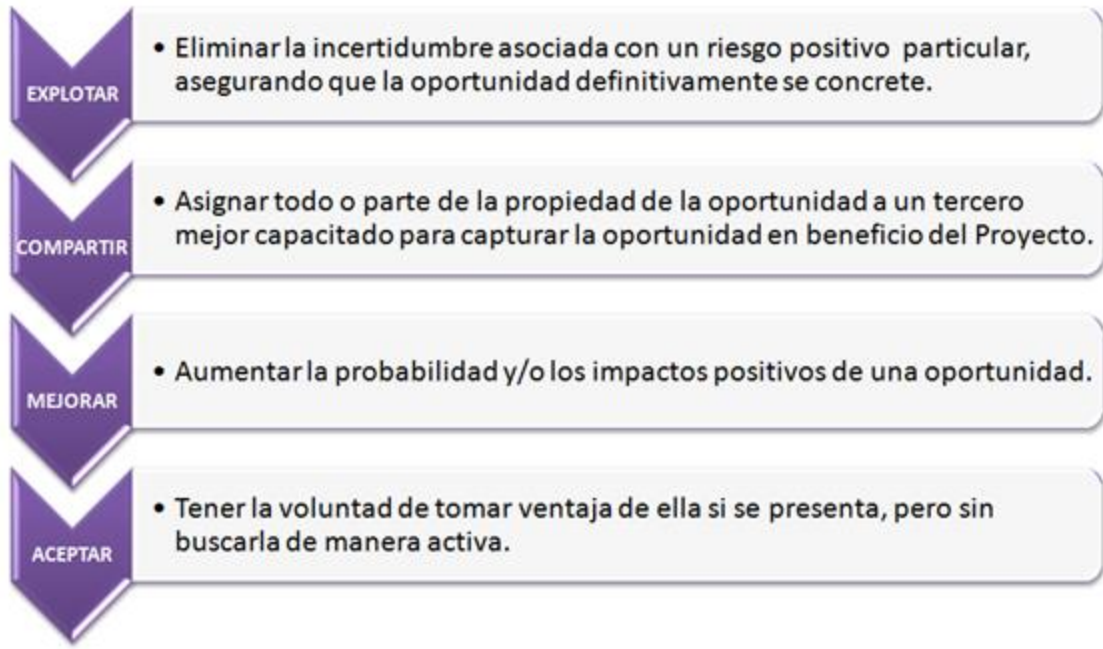 EXPLOTAR
• Eliminar la incertidumbre asociada con un riesgo positivo particular,
asegurando que la oportunidad definitivamente se concrete.
COMPARTIR
• Asignar todo o parte de la propiedad de la oportunidad a un tercero
mejor capacitado para capturar la oportunidad en beneficio del Proyecto.
MEJORAR
• Aumentar la probabilidad y/o los impactos positivos de una oportunidad.
ACEPTAR
• Tener la voluntad de tomar ventaja de ella si se presenta, pero sin
buscarla de manera activa.